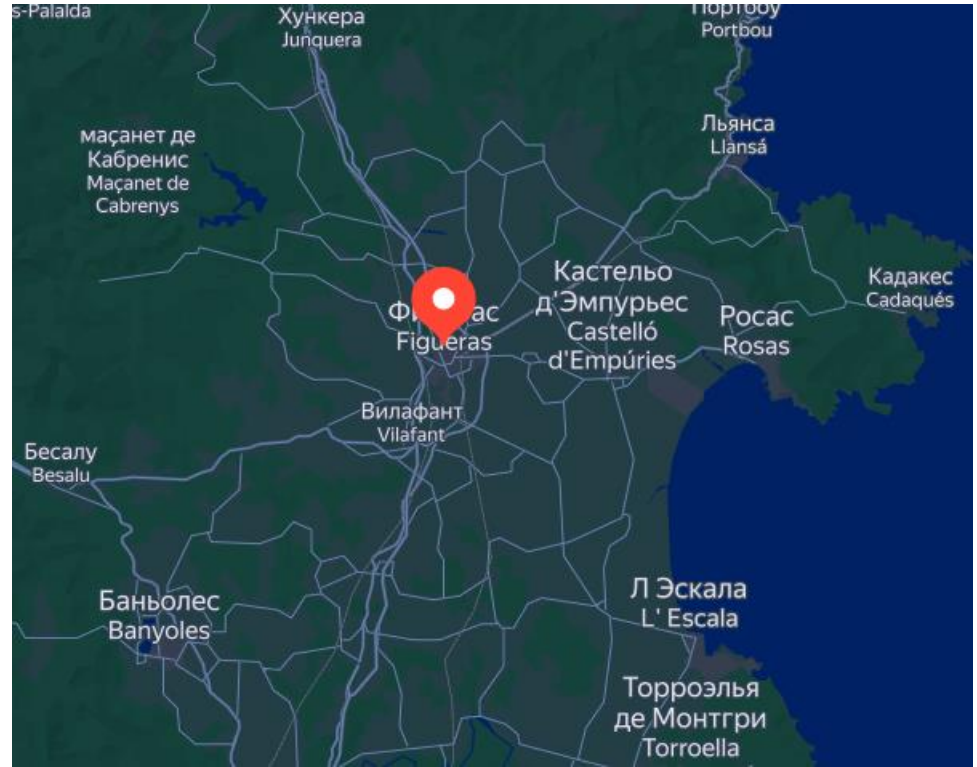 s-Palalda
Хункера
Junquera
Портбоу
Portbou
Льянса
Llansá
маçанет де
Кабренис
Maçanet de
Cabrenys
Кадакес
Cadaqués
Кастельо
д'Эмпурьес
Castelló
d'Empúries
Росас
Rosas
Figueras
Вилафант
Vilafant
Бесалу
Besalu
Баньолес
Banyoles
Л Эскала
L' Escala
Торроэлья
де Монтгри
Torroella